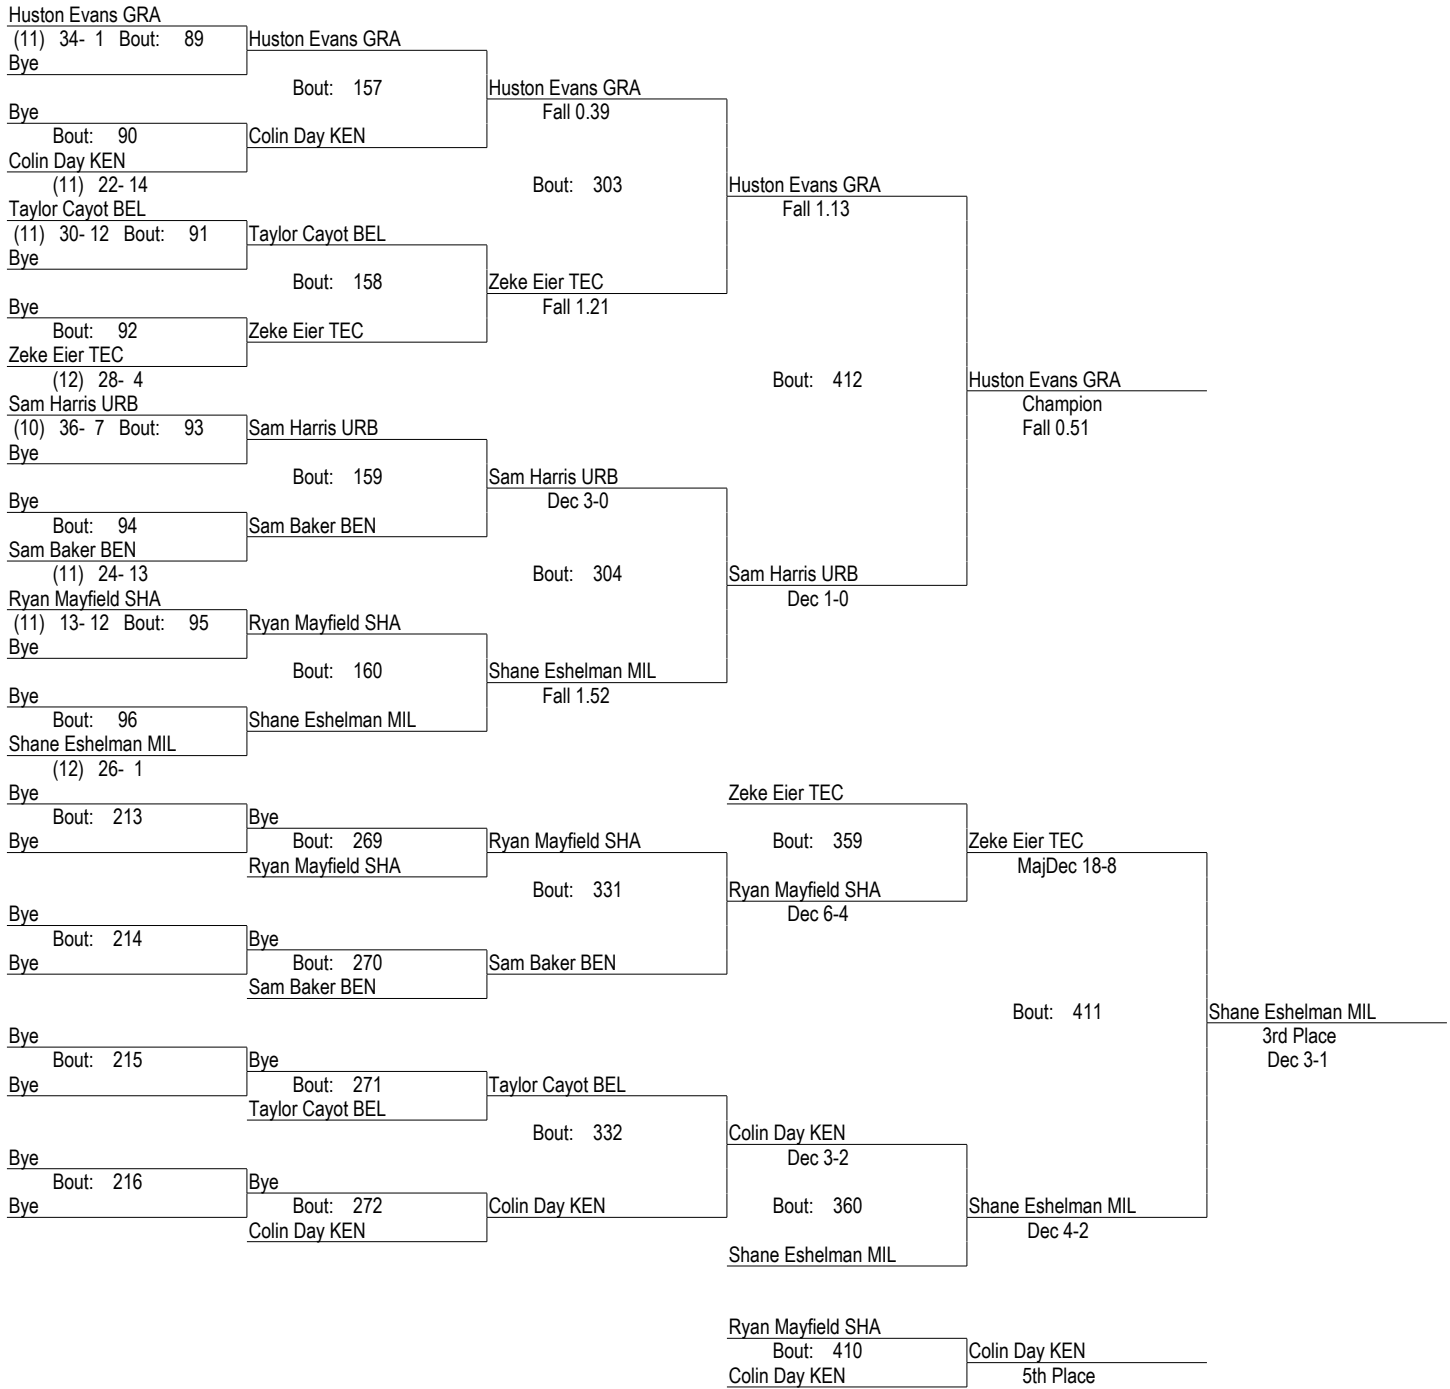 Huston Evans GRA
(11) 34- 1 Bout: 89 Huston Evans GRA
Bye
Bout: 157 Huston Evans GRA
Bye Fall 0.39
Bout: 90 Colin Day KEN
Colin Day KEN
(11) 22- 14 Bout: 303 Huston Evans GRA
Taylor Cayot BEL Fall 1.13
(11) 30- 12 Bout: 91 Taylor Cayot BEL
Bye
Bout: 158 Zeke Eier TEC
Bye Fall 1.21
Bout: 92 Zeke Eier TEC
Zeke Eier TEC
(12) 28- 4 Bout: 412 Huston Evans GRA
Sam Harris URB Champion
(10) 36- 7 Bout: 93 Sam Harris URB Fall 0.51
Bye
Bout: 159 Sam Harris URB
Bye Dec 3-0
Bout: 94 Sam Baker BEN
Sam Baker BEN
(11) 24- 13 Bout: 304 Sam Harris URB
Ryan Mayfield SHA Dec 1-0
(11) 13- 12 Bout: 95 Ryan Mayfield SHA
Bye
Bout: 160 Shane Eshelman MIL
Bye Fall 1.52
Bout: 96 Shane Eshelman MIL
Shane Eshelman MIL
(12) 26- 1
Bye Zeke Eier TEC
Bout: 213 Bye
Bye Bout: 269 Ryan Mayfield SHA Bout: 359 Zeke Eier TEC
Ryan Mayfield SHA MajDec 18-8
Bout: 331 Ryan Mayfield SHA
Bye Dec 6-4
Bout: 214 Bye
Bye Bout: 270 Sam Baker BEN
Sam Baker BEN
Bout: 411 Shane Eshelman MIL
Bye 3rd Place
Bout: 215 Bye Dec 3-1
Bye Bout: 271 Taylor Cayot BEL
Taylor Cayot BEL
Bout: 332 Colin Day KEN
Bye Dec 3-2
Bout: 216 Bye
Bye Bout: 272 Colin Day KEN Bout: 360 Shane Eshelman MIL
Colin Day KEN Dec 4-2
Shane Eshelman MIL
Ryan Mayfield SHA
Bout: 410 Colin Day KEN
Colin Day KEN 5th Place